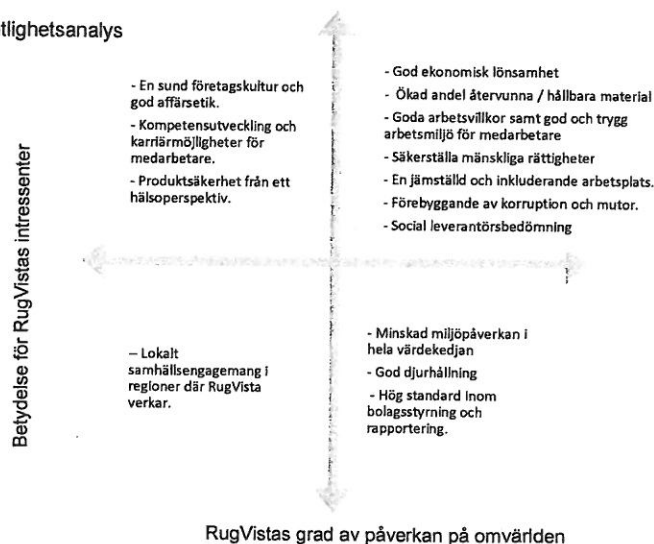 tlighetsanalys
- En sund företagskultur och
god affärsetik.
- Kompetensutveckling och
karriärmöjligheter för
medarbetare.
- Produktsäkerhet från ett
hälsoperspektiv.
- God ekonomisk lönsamhet
- Ökad andel återvunna / hållbara material
- Goda arbetsvillkor samt god och trygg
arbetsmiljö för medarbetare
- Säkerställa mänskliga rättigheter
- En jämställd och inkluderande arbetsplats.
- Förebyggande av korruption och mutor.
- Social leverantörsbedömning
Betydelse för RugVistas intressenter
– Lokalt
samhällsengagemang i
regioner där RugVista
verkar.
- Minskad miljöpåverkan i
hela värdekedjan
- God djurhållning
- Hög standard inom
bolagsstyrning och
rapportering.
RugVistas grad av påverkan på omvärlden